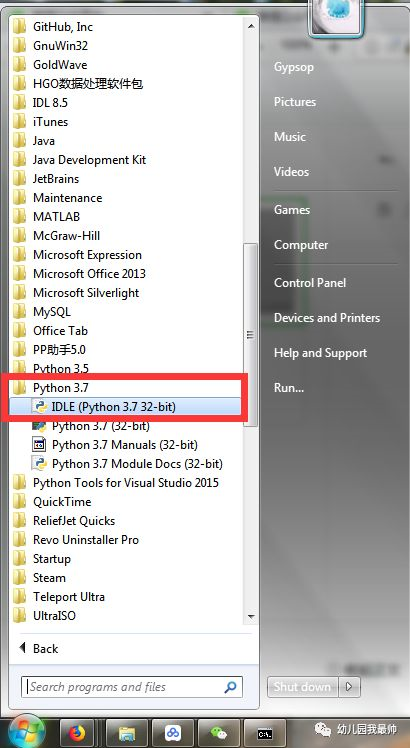 GitHub, Inc
GnuWin32
GoldWave
HGO数据处理软件包
IDL 8.5
iTunes
Java
Java Development Kit
JetBrains
Maintenance
MATLAB
McGraw-Hill
Microsoft Expression
Microsoft Office 2013
Microsoft Silverlight
MySQL
Office Tab
PP助手5.0
Python 3.5
Python 3.7
IDLE (Python 3.7 32-bit)
Python 3.7 (32-bit)
Python 3.7 Manuals (32-bit)
Python 3.7 Module Docs (32-bit)
Python Tools for Visual Studio 2015
QuickTime
ReliefJet Quicks
Revo Uninstaller Pro
Startup
Steam
Teleport Ultra
UltraISO
Back
Search programs and files
Gypsop
Pictures
Music
Videos
Games
Computer
Control Panel
Devices and Printers
Help and Support
Run...
Shut down
幼儿园我最帅